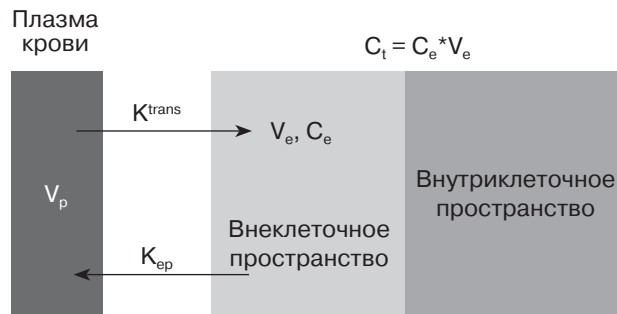 Плазма
крови
Cₜ = Cₑ*Vₑ
Kᵗʳᵃⁿˢ
Vₑ, Cₑ
Vₚ
Внутриклеточное
пространство
Внеклеточное
пространство
Kₑₚ